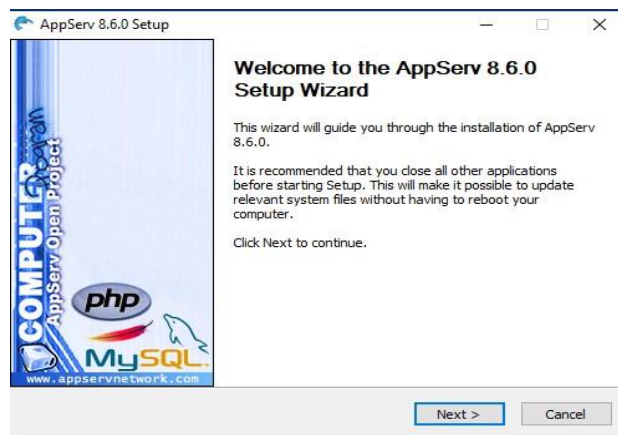 AppServ 8.6.0 Setup
Welcome to the AppServ 8.6.0
Setup Wizard
This wizard will guide you through the installation of AppServ
8.6.0.
It is recommended that you close all other applications
before starting Setup. This will make it possible to update
relevant system files without having to reboot your
computer.
Click Next to continue.
COMPUTER
Program
AppServ Open Project
php
MySQL
www.appservnetwork.com
Next >
Cancel